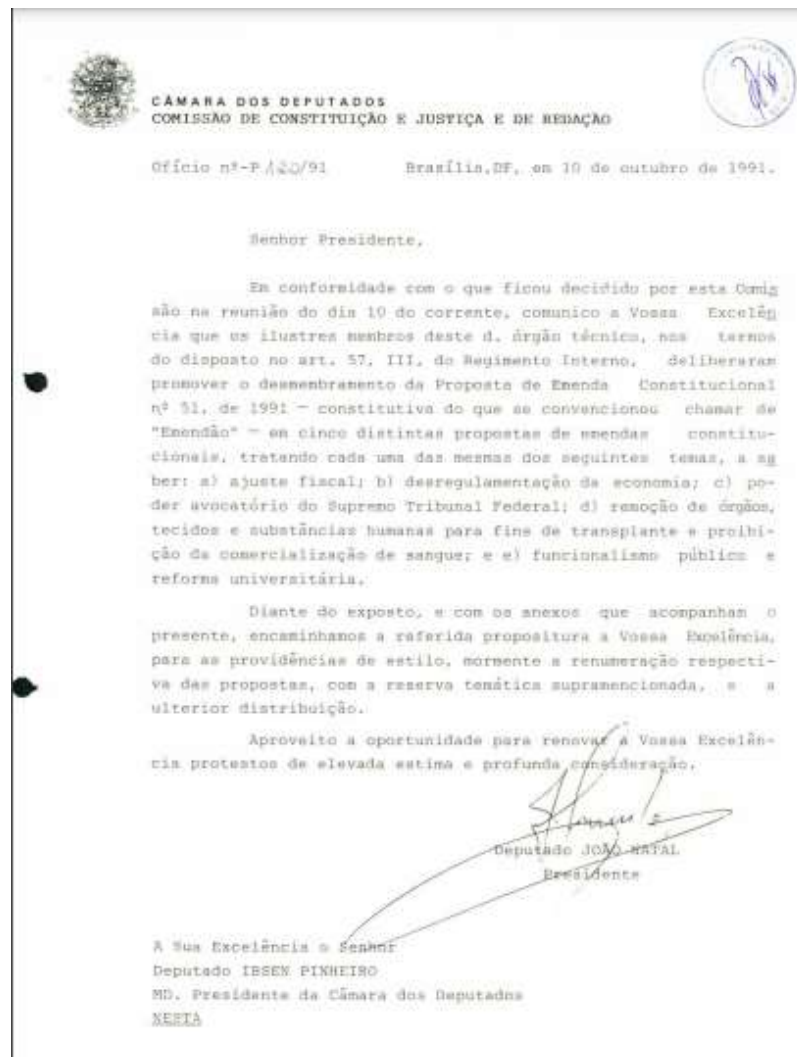 CÂMARA DOS DEPUTADOS
COMISSÃO DE CONSTITUIÇÃO E JUSTIÇA E DE REDAÇÃO
Ofício nº-P 120/91 Brasília,DF, em 10 de outubro de 1991.
Senhor Presidente,
Em conformidade com o que ficou decidido por esta Comis
são na reunião do dia 10 do corrente, comunico a Vossa Excelên
cia que os ilustres membros deste d. órgão técnico, nos termos
do disposto no art. 57, III, do Regimento Interno, deliberaram
promover o desmembramento da Proposta de Emenda Constitucional
nº 51, de 1991 — constitutiva do que se convencionou chamar de
"Emendão" — em cinco distintas propostas de emendas constitu-
cionais, tratando cada uma das mesmas dos seguintes temas, a sa
ber: a) ajuste fiscal; b) desregulamentação da economia; c) po-
der avocatório do Supremo Tribunal Federal; d) remoção de órgãos,
tecidos e substâncias humanas para fins de transplante e proibi-
ção da comercialização de sangue; e e) funcionalismo público e
reforma universitária.
Diante do exposto, e com os anexos que acompanham o
presente, encaminhamos a referida propositura a Vossa Excelência,
para as providências de estilo, mormente a renumeração respecti-
va das propostas, com a reserva temática supramencionada, e a
ulterior distribuição.
Aproveito a oportunidade para renovar a Vossa Excelên-
cia protestos de elevada estima e profunda consideração.
Deputado JOÃO NATAL
Presidente
A Sua Excelência o Senhor
Deputado IBSEN PINHEIRO
MD. Presidente da Câmara dos Deputados
NESTA